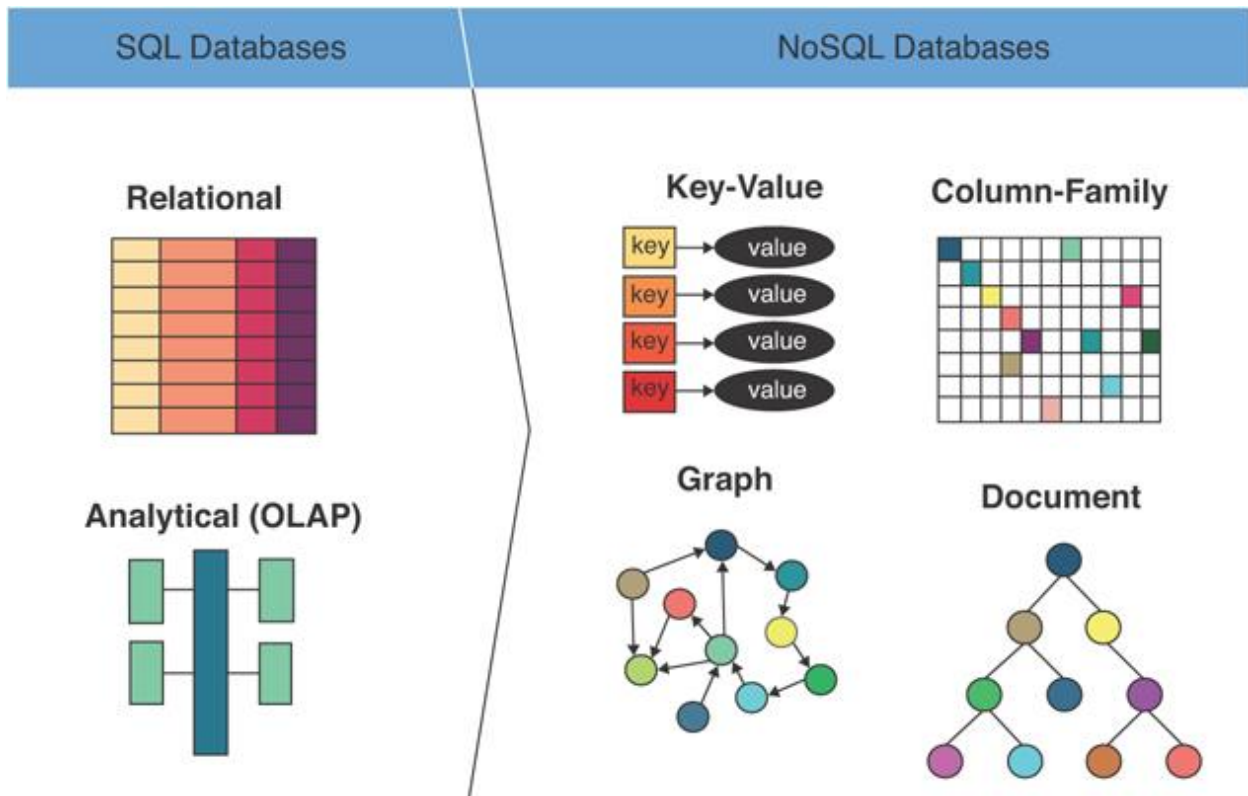 SQL Databases
NoSQL Databases
Relational
Analytical (OLAP)
Key-Value
key value
key value
key value
key value
Column-Family
Graph
Document